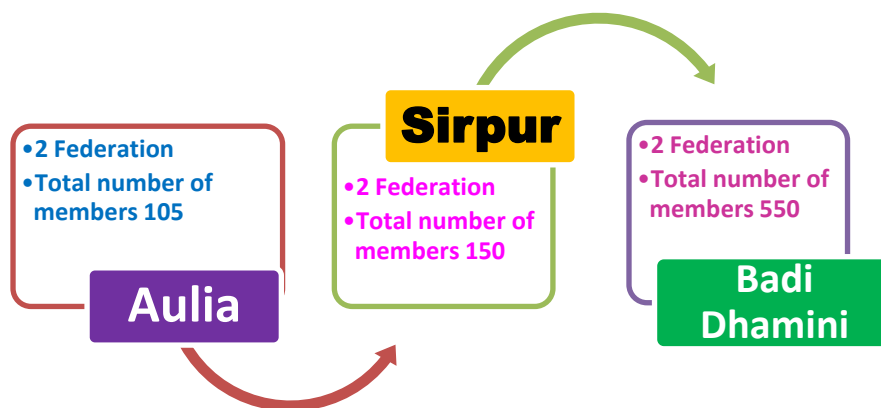 •2 Federation
•Total number of
members 105
Aulia
Sirpur
•2 Federation
•Total number of
members 150
•2 Federation
•Total number of
members 550
Badi
Dhamini